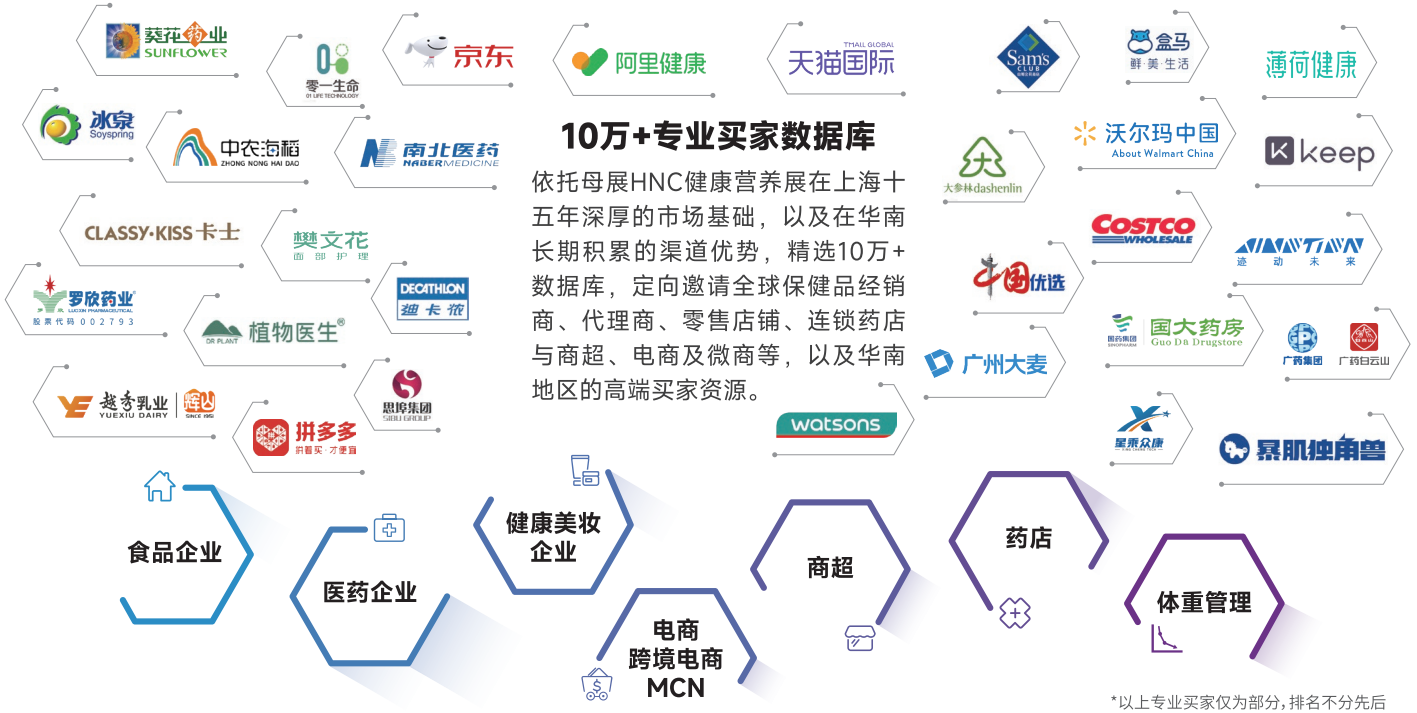 葵花药业
SUNFLOWER
零一生命
01 LIFE TECHNOLOGY
京东
阿里健康
TMALL GLOBAL
天猫国际
Sam's
CLUB
盒马
鲜·美·生活
薄荷健康
冰泉
Soyspring
中农海稻
ZHONG NONG HAI DAO
南北医药
NABERMEDICINE
10万+专业买家数据库
依托母展HNC健康营养展在上海十
五年深厚的市场基础，以及在华南
长期积累的渠道优势，精选10万+
数据库，定向邀请全球保健品经销
商、代理商、零售店铺、连锁药店
与商超、电商及微商等，以及华南
地区的高端买家资源。
大参林dashenlin
沃尔玛中国
About Walmart China
keep
CLASSY·KISS卡士
樊文花
面部护理
COSTCO
WHOLESALE
迹动未来
罗欣药业
LUOXIN PHARMACEUTICAL
股票代码 002793
植物医生®
DR PLANT
DECATHLON
迪卡侬
中国优选
国药集团
SINOPHARM
国大药房
Guo Da Drugstore
广药集团
广药白云山
广州大麦
越秀乳业
YUEXIU DAIRY
辉山
SINCE 1951
拼多多
拼着买·才便宜
思埠集团
SIBU GROUP
watsons
星乘众康
XING CHENG TECH
暴肌独角兽
食品企业
医药企业
健康美妆
企业
电商
跨境电商
MCN
商超
药店
体重管理
*以上专业买家仅为部分，排名不分先后